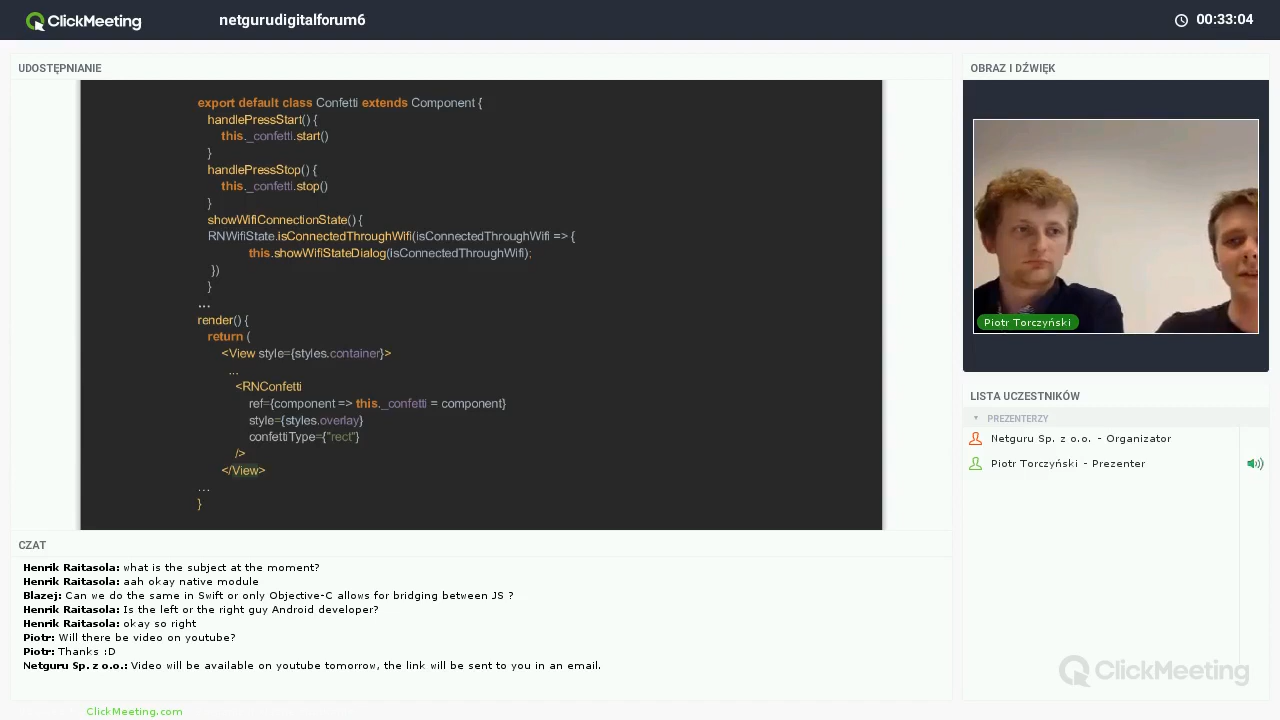 ClickMeeting
netgurudigitalforum6
00:33:04
UDOSTĘPNIANIE
export default class Confetti extends Component {
handlePressStart() {
this._confetti.start()
}
handlePressStop() {
this._confetti.stop()
}
showWifiConnectionState() {
RNWifiState.isConnectedThroughWifi(isConnectedThroughWifi => {
this.showWifiStateDialog(isConnectedThroughWifi);
})
}
...
render() {
return (
<View style={styles.container}>
...
<RNConfetti
ref={component => this._confetti = component}
style={styles.overlay}
confettiType={"rect"}
/>
</View>
...
}
OBRAZ I DŹWIĘK
Piotr Torczyński
LISTA UCZESTNIKÓW
PREZENTERZY
Netguru Sp. z o.o. - Organizator
Piotr Torczyński - Prezenter
CZAT
Henrik Raitasola: what is the subject at the moment?
Henrik Raitasola: aah okay native module
Blazej: Can we do the same in Swift or only Objective-C allows for bridging between JS ?
Henrik Raitasola: Is the left or the right guy Android developer?
Henrik Raitasola: okay so right
Piotr: Will there be video on youtube?
Piotr: Thanks :D
Netguru Sp. z o.o.: Video will be available on youtube tomorrow, the link will be sent to you in an email.
ClickMeeting
ClickMeeting.com